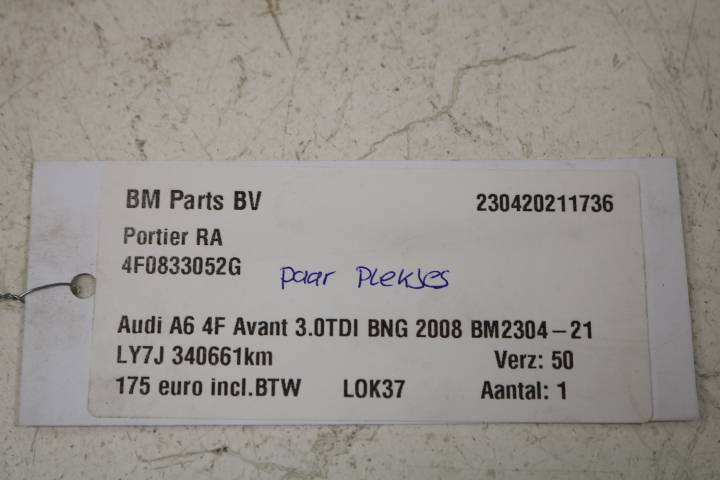 BM Parts BV 230420211736
Portier RA
4F0833052G paar plekjes
Audi A6 4F Avant 3.0TDI BNG 2008 BM2304-21
LY7J 340661km Verz: 50
175 euro incl.BTW LOK37 Aantal: 1